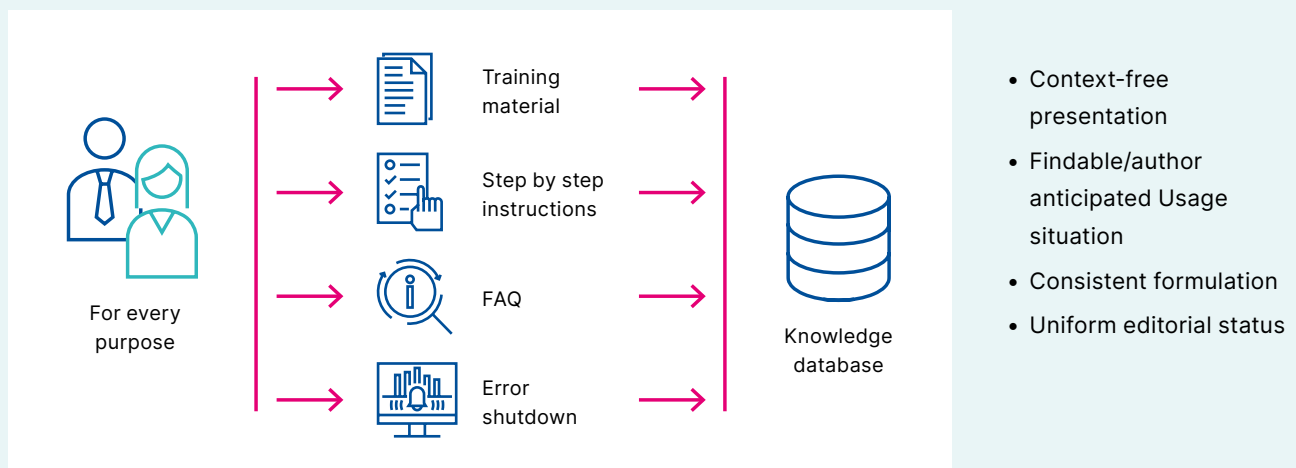 For every
purpose
Training
material
Step by step
instructions
FAQ
Error
shutdown
Knowledge
database
• Context-free
presentation
• Findable/author
anticipated Usage
situation
• Consistent formulation
• Uniform editorial status